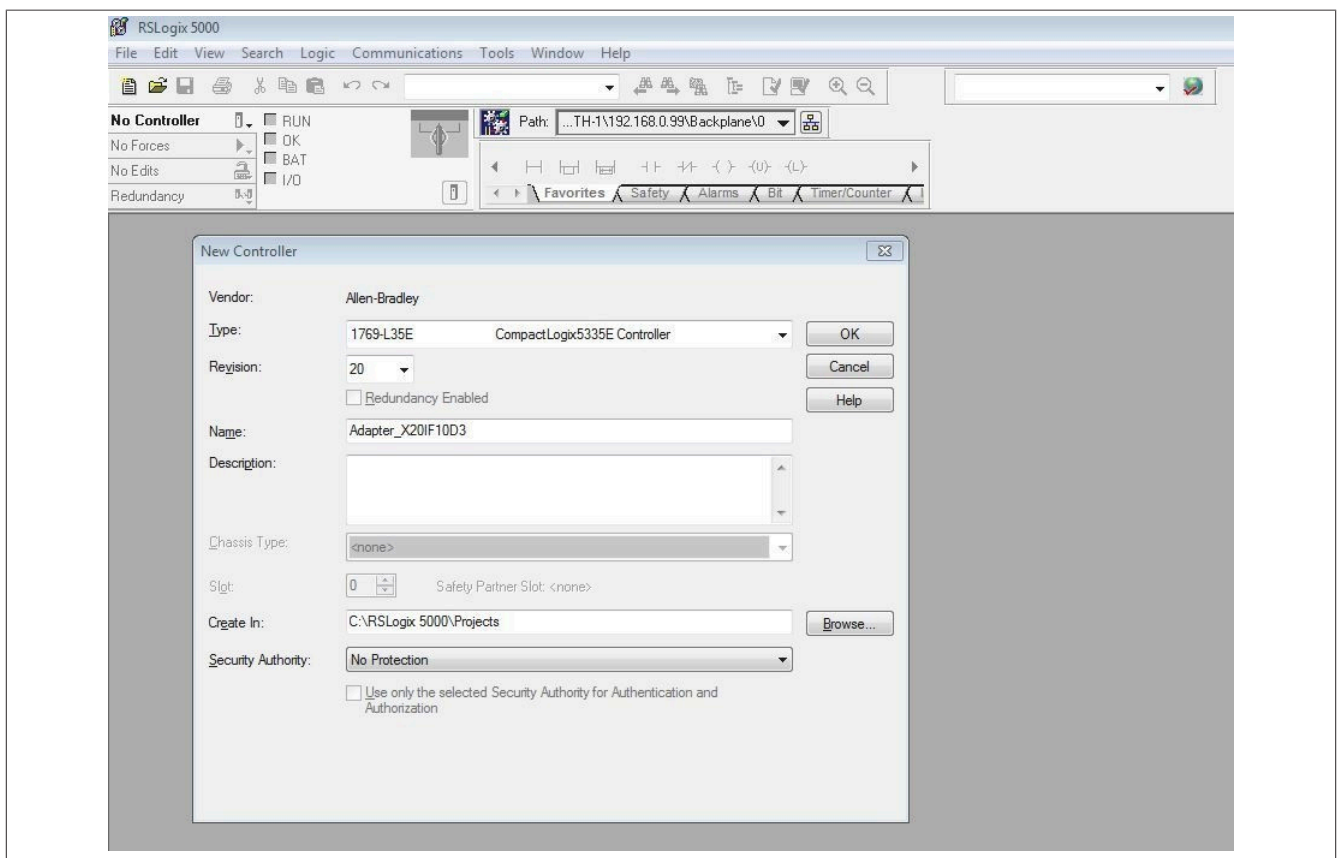 RSLogix 5000
File Edit View Search Logic Communications Tools Window Help
No Controller
RUN
No Forces
OK
No Edits
BAT
Redundancy
I/O
Path: ...TH-1\192.168.0.99\Backplane\0
Favorites Safety Alarms Bit Timer/Counter
New Controller
Vendor: Allen-Bradley
Type: 1769-L35E CompactLogix5335E Controller OK
Revision: 20 Cancel
Redundancy Enabled Help
Name: Adapter_X20IF10D3
Description:
Chassis Type: <none>
Slot: 0 Safety Partner Slot: <none>
Create In: C:\RSLogix 5000\Projects Browse...
Security Authority: No Protection
Use only the selected Security Authority for Authentication and
Authorization